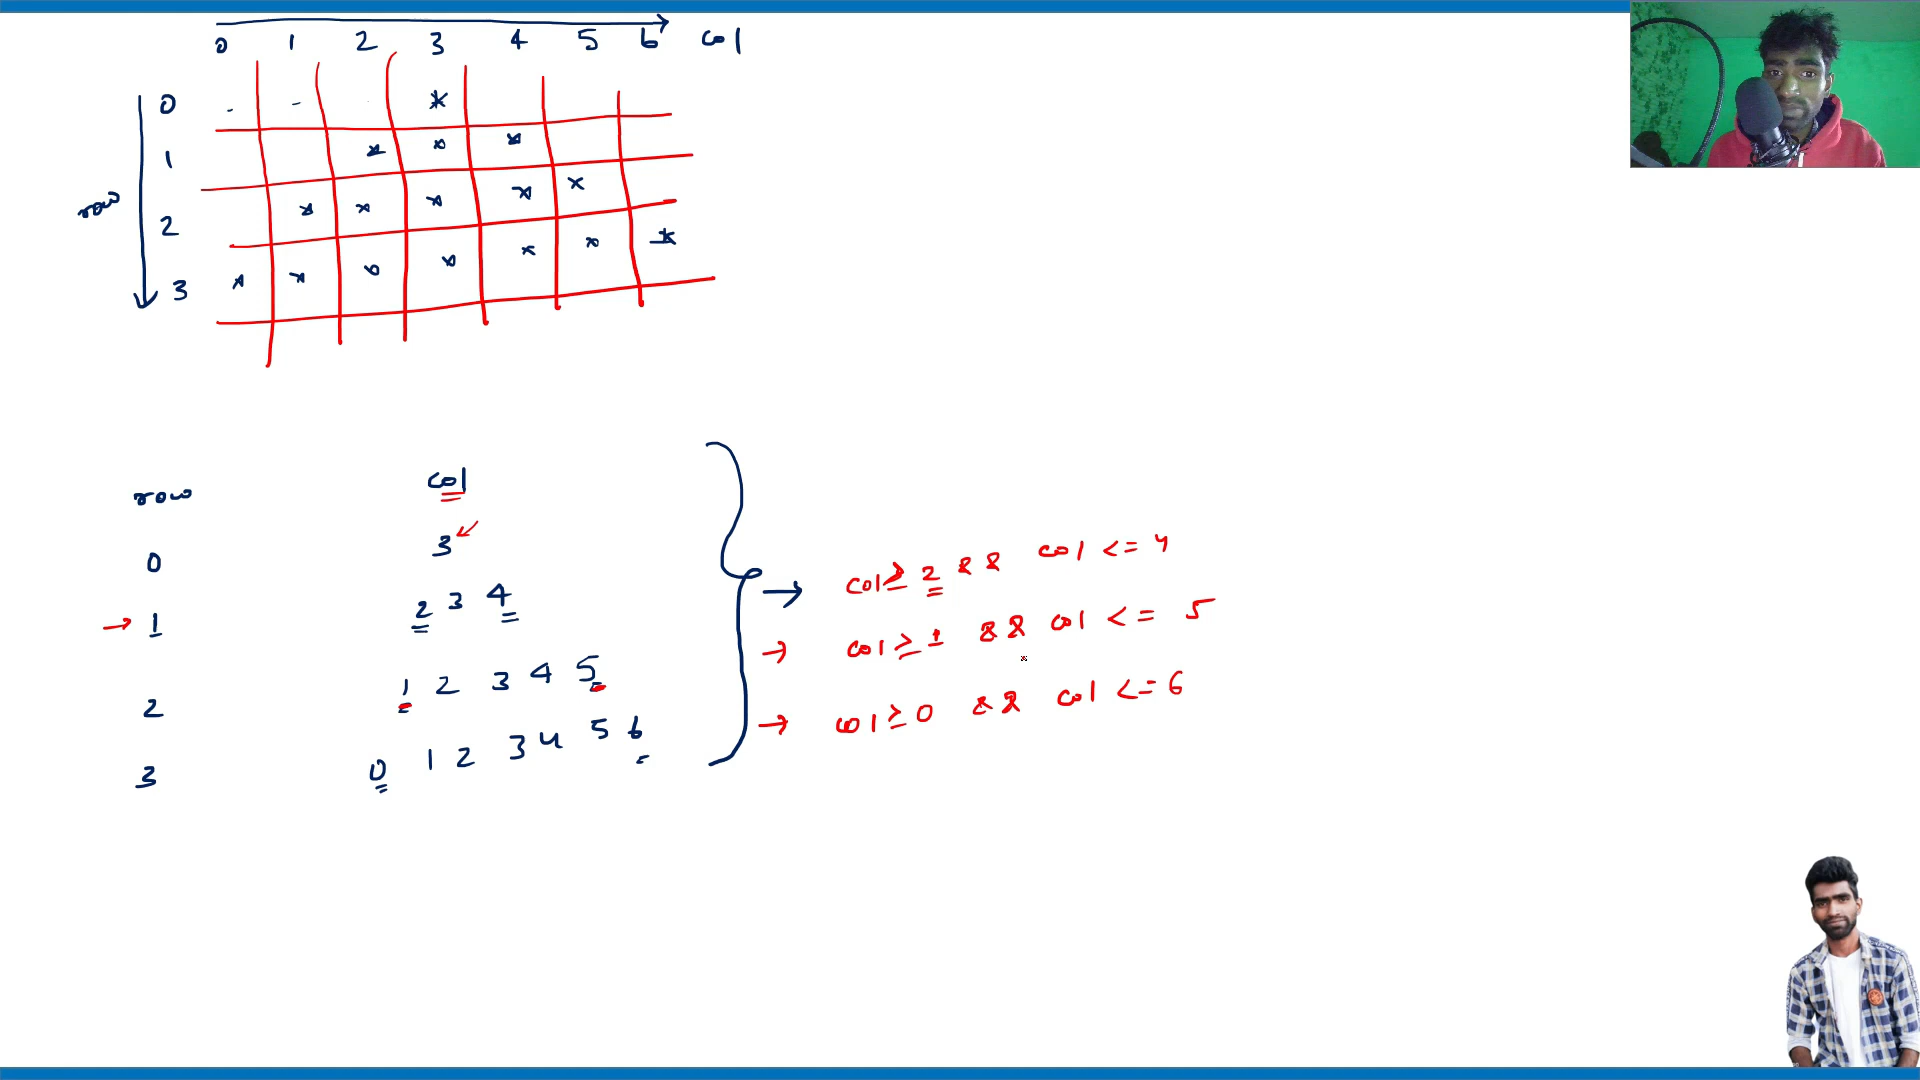 0 1 2 3 4 5 6 col
0 - - *
1 * * *
row
2 * * * * *
3 * * * * * * *
row col
0 3
1 2 3 4
2 1 2 3 4 5
3 0 1 2 3 4 5 6
→ col ≥ 2 && col <= 4
→ col ≥ 1 && col <= 5
→ col ≥ 0 && col <= 6